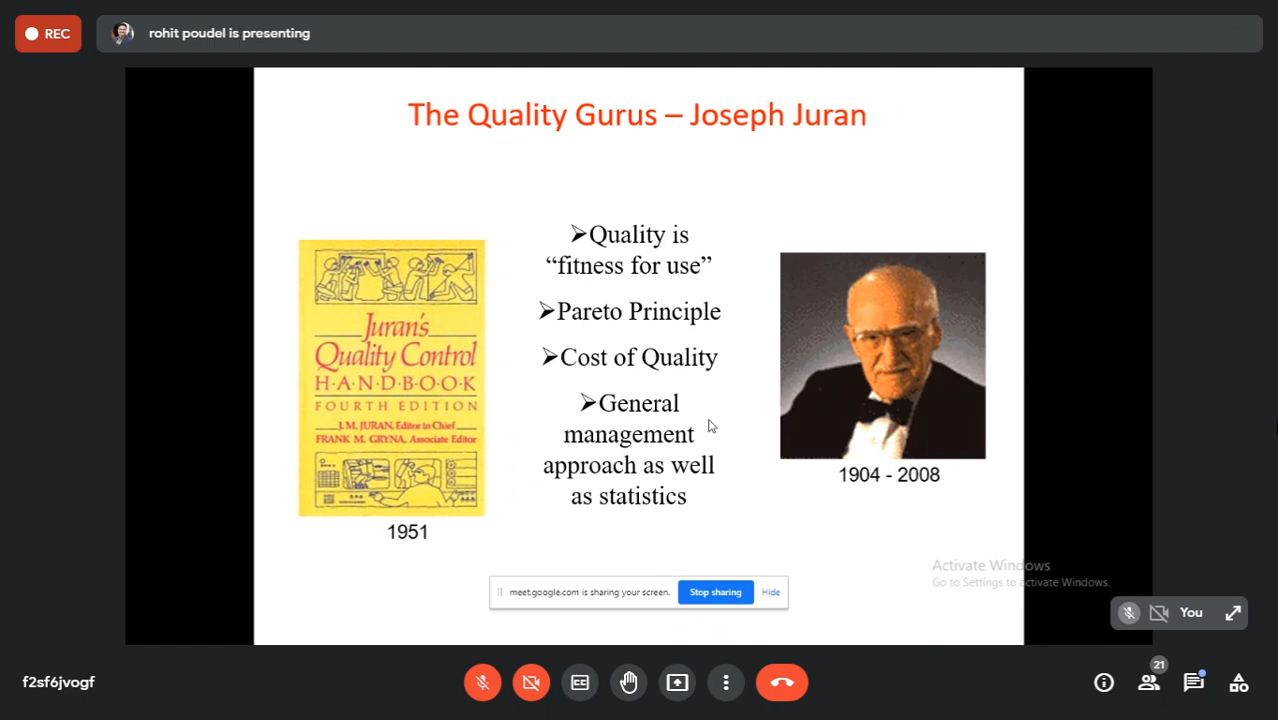 REC
rohit poudel is presenting
The Quality Gurus – Joseph Juran
➢Quality is
“fitness for use”
➢Pareto Principle
➢Cost of Quality
➢General
management
approach as well
as statistics
Juran's
Quality Control
H·A·N·D·B·O·O·K
FOURTH EDITION
J. M. JURAN, Editor in Chief
FRANK M. GRYNA, Associate Editor
1951
1904 - 2008
Activate Windows
Go to Settings to activate Windows.
meet.google.com is sharing your screen.
Stop sharing
Hide
You
f2sf6jvogf
CC
21